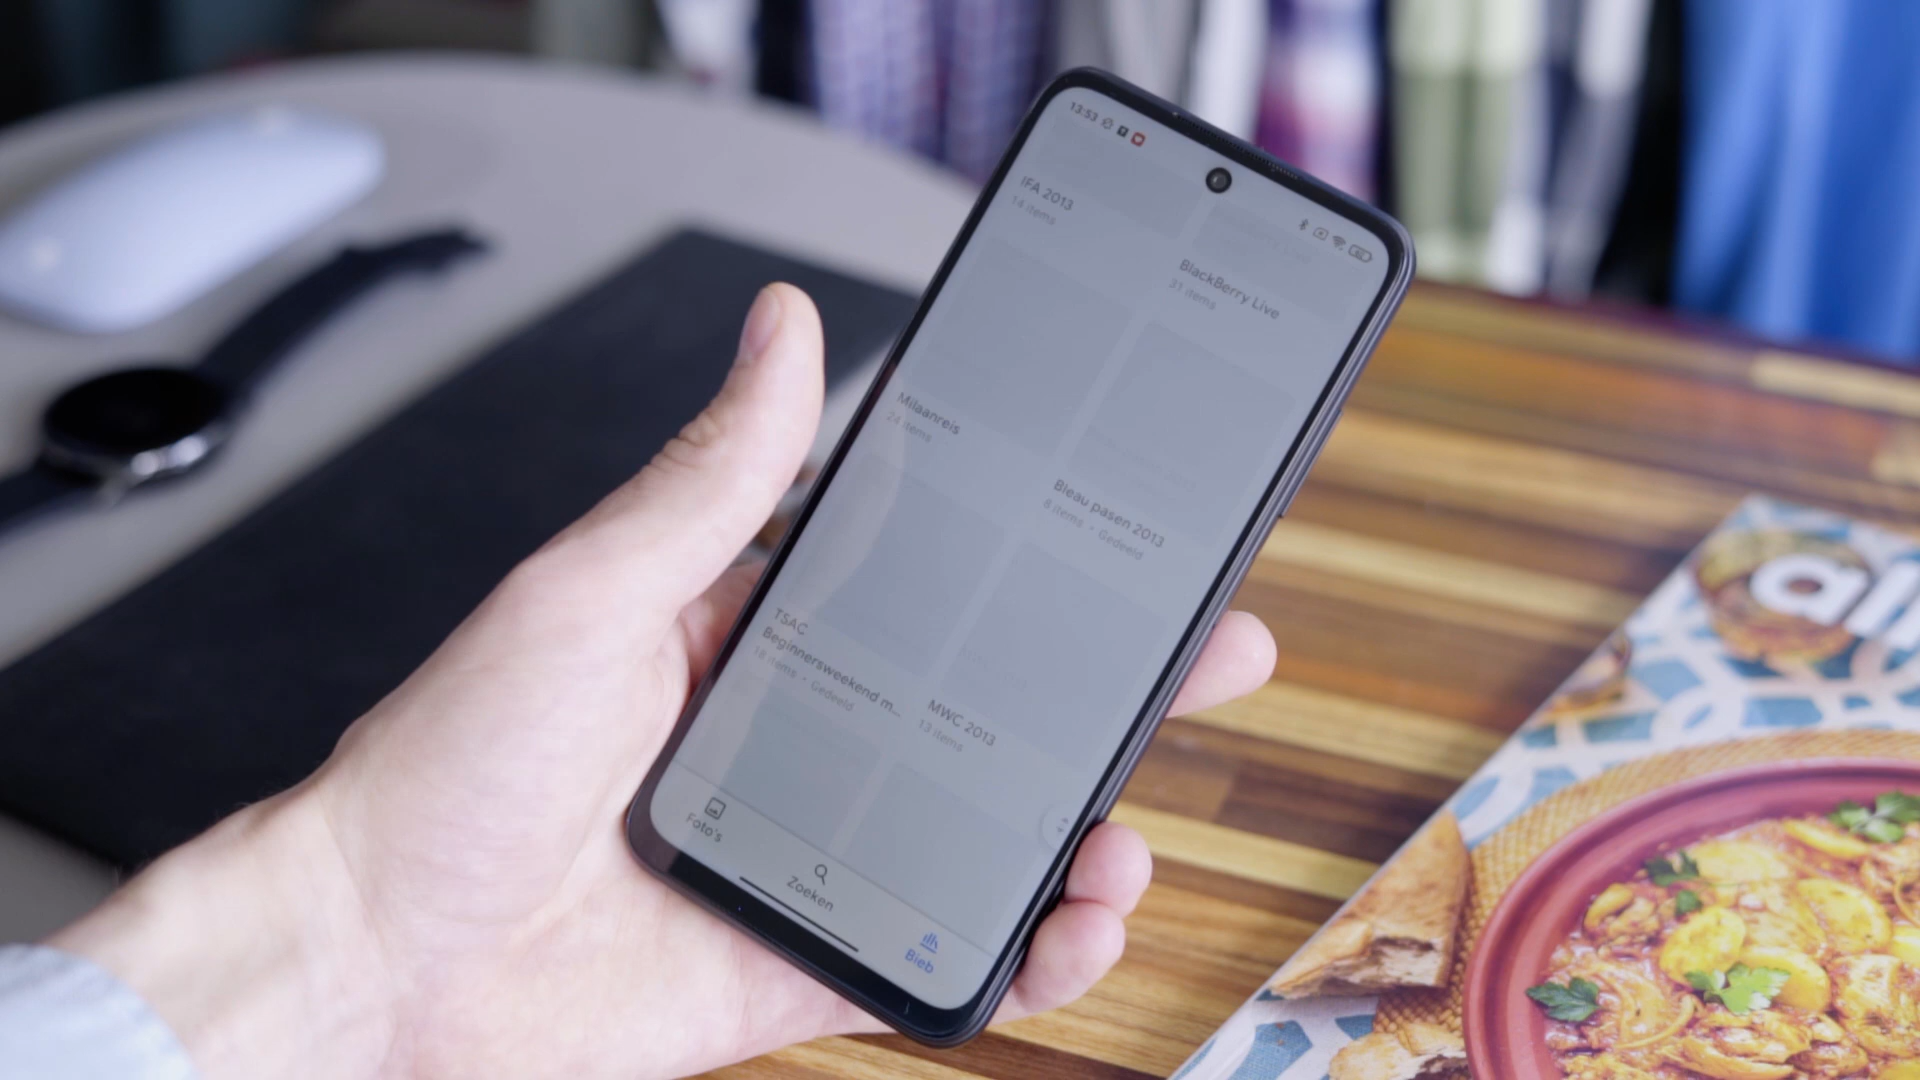 13:53
IFA 2013
14 items
BlackBerry Live
31 items
Milaanreis
24 items
Bleau pasen 2013
8 items • Gedeeld
TSAC
Beginnersweekend m...
18 items • Gedeeld
MWC 2013
13 items
Foto's
Zoeken
Bieb
all